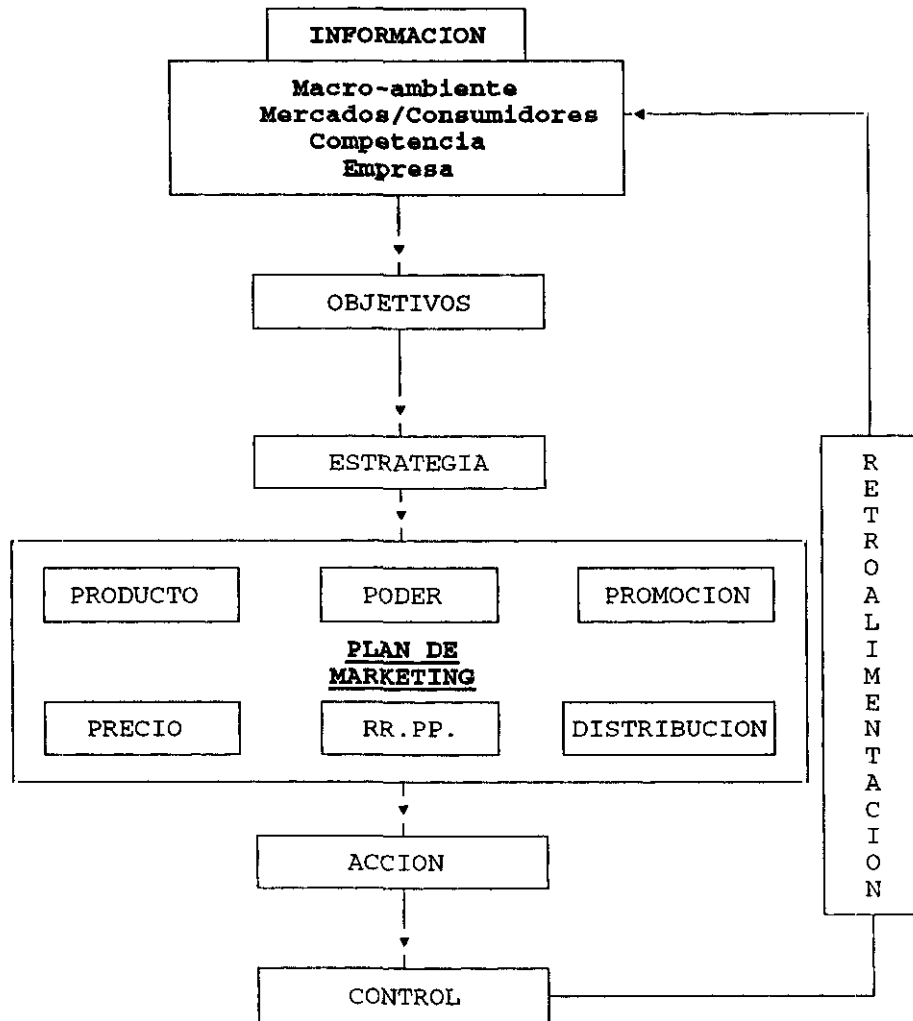 INFORMACION
Macro-ambiente
Mercados/Consumidores
Competencia
Empresa
OBJETIVOS
ESTRATEGIA
PRODUCTO PODER PROMOCION
PLAN DE
MARKETING
PRECIO RR.PP. DISTRIBUCION
ACCION
CONTROL
RETROALIMENTACION